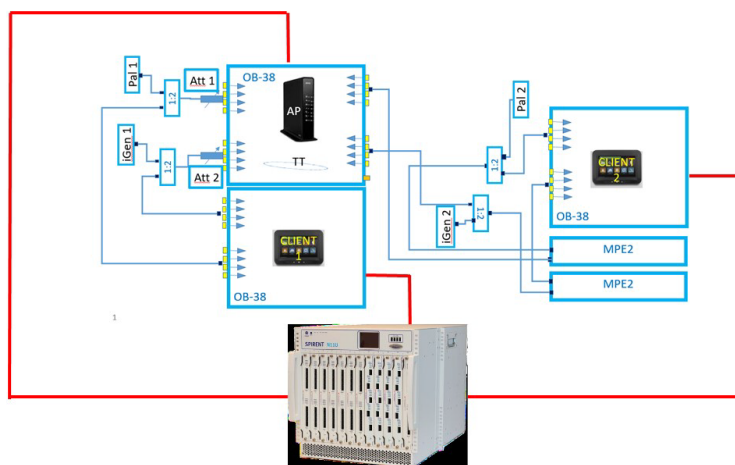 Pal 1
Att 1
OB-38
1:2
AP
iGen 1
1:2
TT
Att 2
Pal 2
1:2
CLIENT
2
iGen 2
1:2
OB-38
MPE2
MPE2
CLIENT
1
OB-38
1
SPIRENT